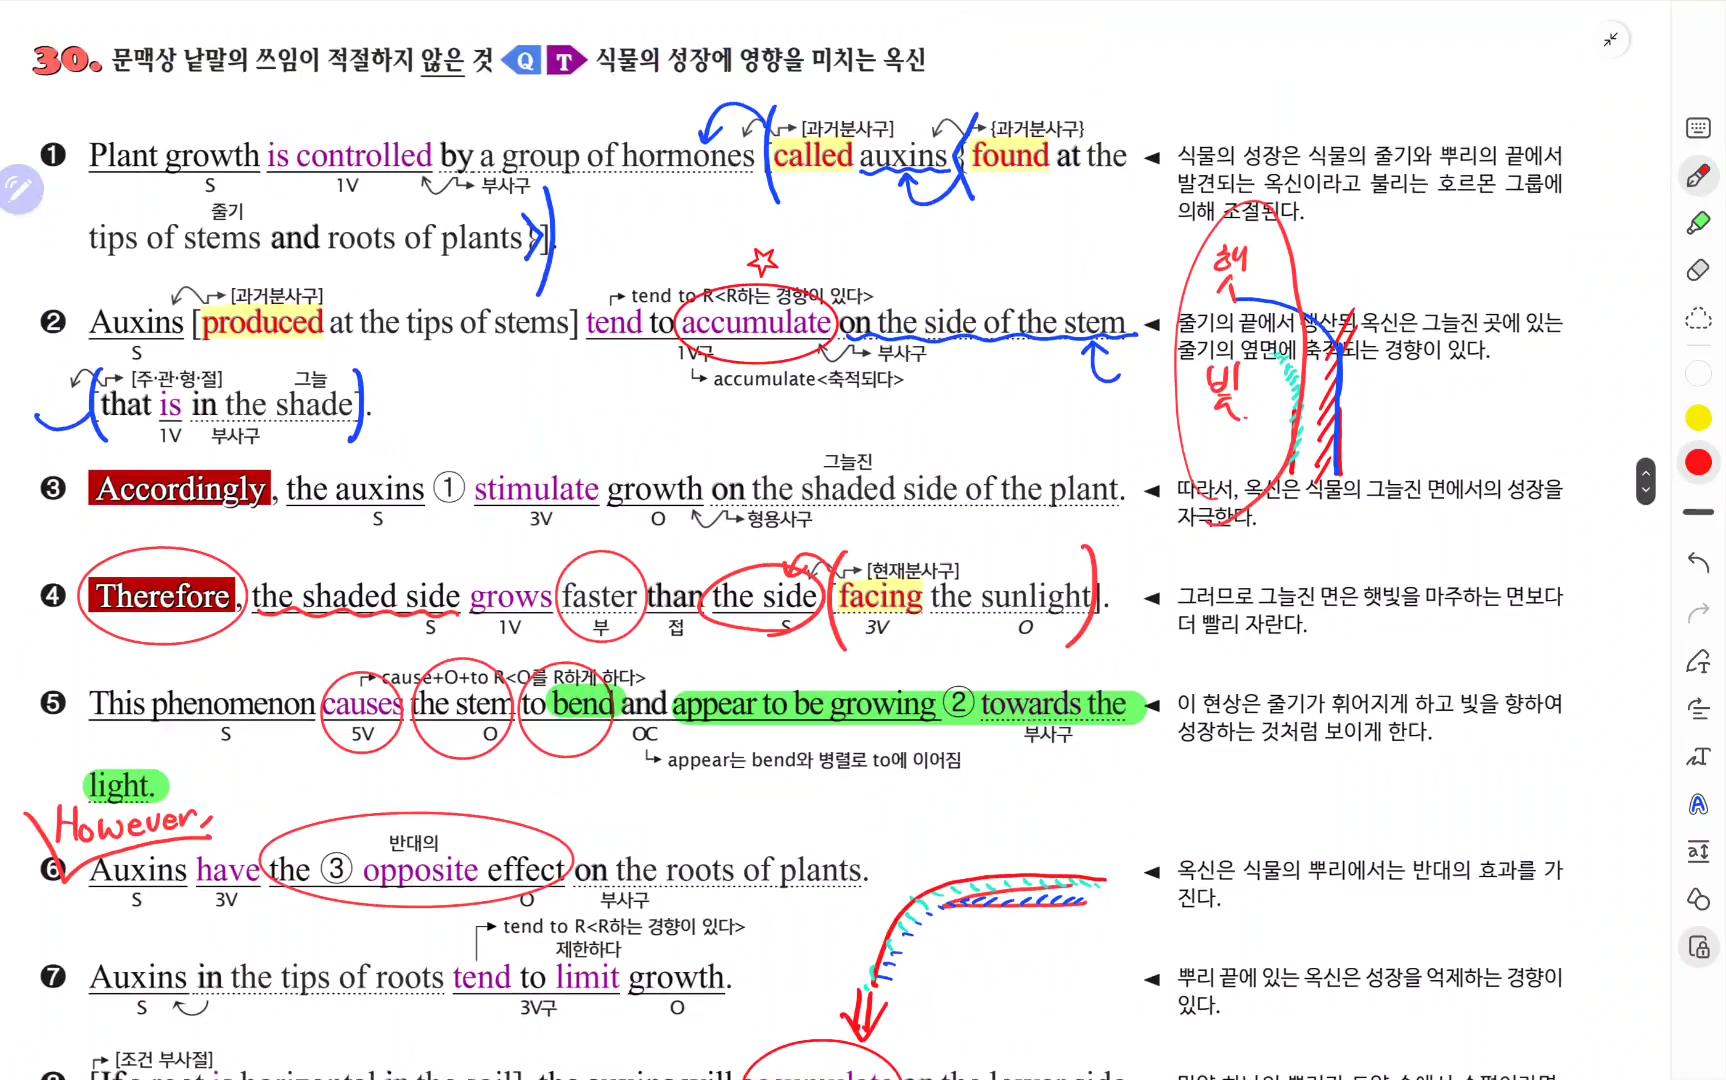 30. 문맥상 낱말의 쓰임이 적절하지 않은 것 Q T 식물의 성장에 영향을 미치는 옥신
[과거분사구] {과거분사구}
❶ Plant growth is controlled by a group of hormones [called auxins {found at the
S 1V 부사구
줄기
tips of stems and roots of plants}].
식물의 성장은 식물의 줄기와 뿌리의 끝에서
발견되는 옥신이라고 불리는 호르몬 그룹에
의해 조절된다.
[과거분사구] tend to R<R하는 경향이 있다>
❷ Auxins [produced at the tips of stems] tend to accumulate on the side of the stem
S 1V구 부사구
accumulate<축적되다>
[주·관·형·절] 그늘
[that is in the shade].
1V 부사구
줄기의 끝에서 생산된 옥신은 그늘진 곳에 있는
줄기의 옆면에 축적되는 경향이 있다.
해
빛
그늘진
❸ Accordingly, the auxins ① stimulate growth on the shaded side of the plant.
S 3V O 형용사구
따라서, 옥신은 식물의 그늘진 면에서의 성장을
자극한다.
[현재분사구]
❹ Therefore, the shaded side grows faster than the side [facing the sunlight].
S 1V 부 접 S 3V O
그러므로 그늘진 면은 햇빛을 마주하는 면보다
더 빨리 자란다.
cause+O+to R<O를 R하게 하다>
❺ This phenomenon causes the stem to bend and appear to be growing ② towards the
S 5V O OC 부사구
appear는 bend와 병렬로 to에 이어짐
light.
이 현상은 줄기가 휘어지게 하고 빛을 향하여
성장하는 것처럼 보이게 한다.
However,
반대의
❻ Auxins have the ③ opposite effect on the roots of plants.
S 3V O 부사구
옥신은 식물의 뿌리에서는 반대의 효과를 가
진다.
tend to R<R하는 경향이 있다>
제한하다
❼ Auxins in the tips of roots tend to limit growth.
S 3V구 O
뿌리 끝에 있는 옥신은 성장을 억제하는 경향이
있다.
[조건 부사절]
[If a root is horizontal in the soil], the auxins will accumulate on the lower side